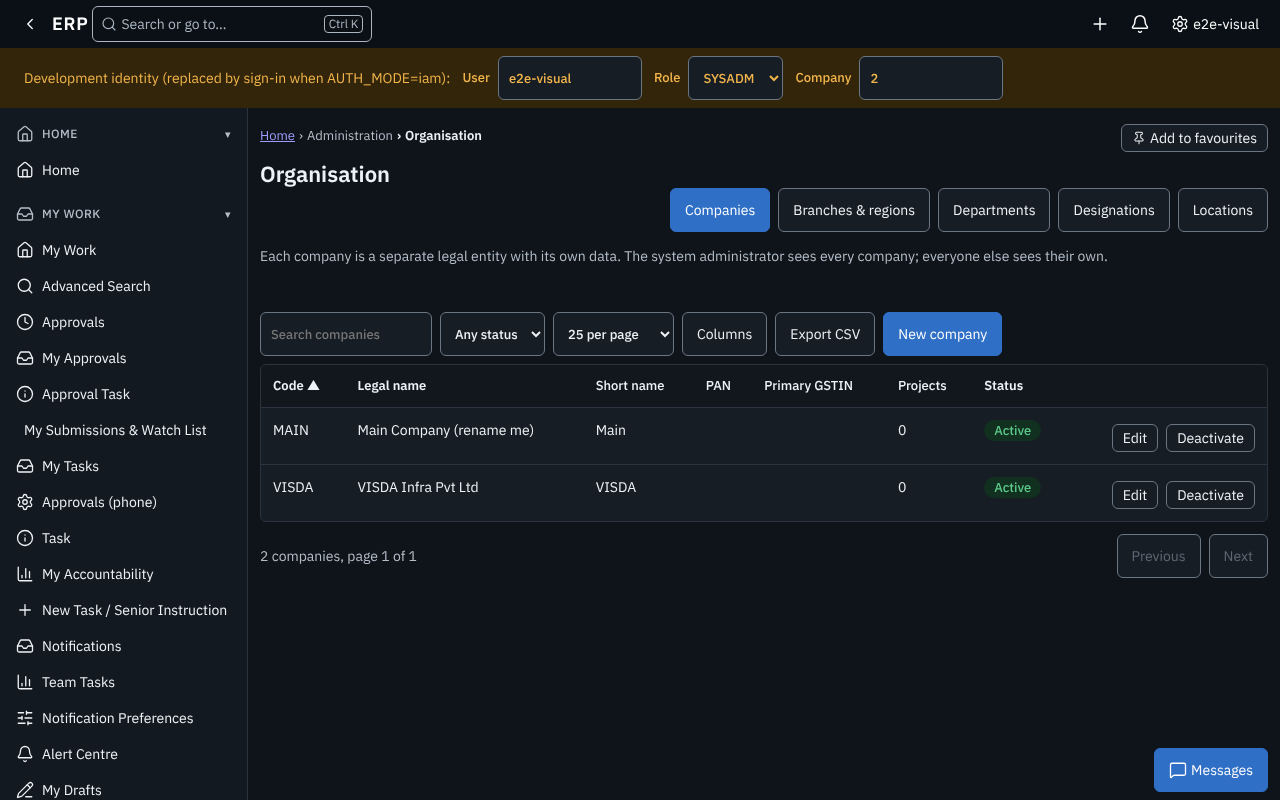 ERP
Search or go to... Ctrl K
e2e-visual
Development identity (replaced by sign-in when AUTH_MODE=iam): User e2e-visual Role SYSADM Company 2
HOME
Home
MY WORK
My Work
Advanced Search
Approvals
My Approvals
Approval Task
My Submissions & Watch List
My Tasks
Approvals (phone)
Task
My Accountability
New Task / Senior Instruction
Notifications
Team Tasks
Notification Preferences
Alert Centre
My Drafts
Home › Administration › Organisation
Add to favourites
Organisation
Companies Branches & regions Departments Designations Locations
Each company is a separate legal entity with its own data. The system administrator sees every company; everyone else sees their own.
Search companies Any status 25 per page Columns Export CSV New company
Code ▲ Legal name Short name PAN Primary GSTIN Projects Status
MAIN Main Company (rename me) Main 0 Active Edit Deactivate
VISDA VISDA Infra Pvt Ltd VISDA 0 Active Edit Deactivate
2 companies, page 1 of 1 Previous Next
Messages